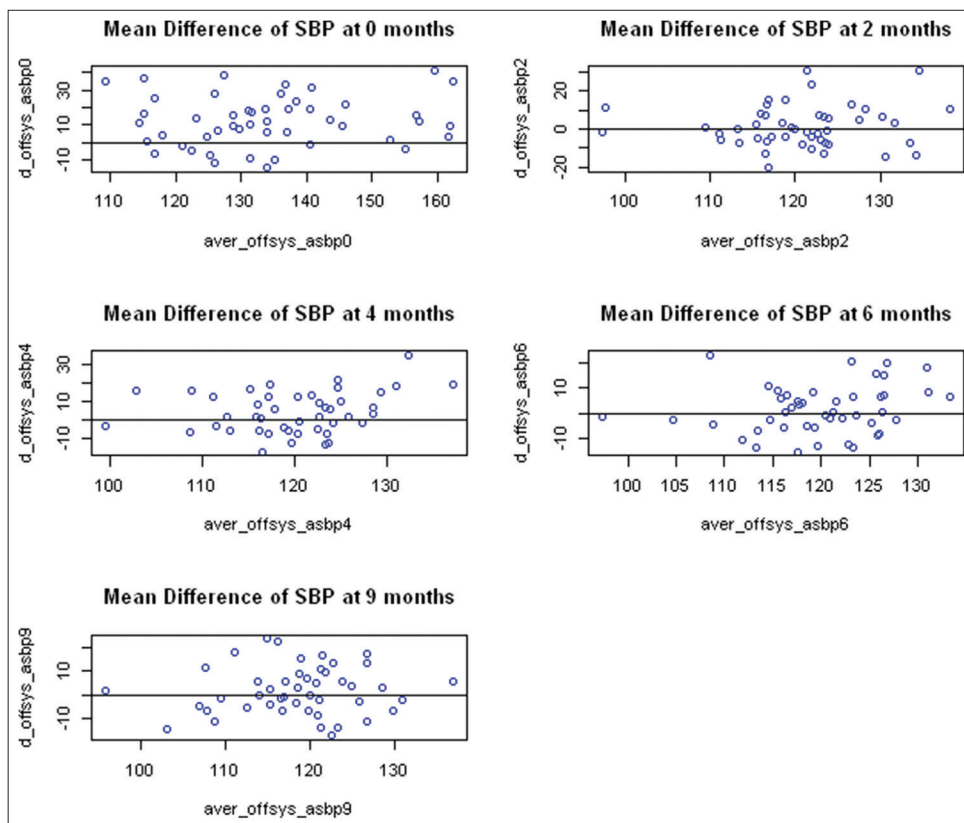 Mean Difference of SBP at 0 months
d_offsys_asbp0
30
10
-10
110 120 130 140 150 160
aver_offsys_asbp0
Mean Difference of SBP at 2 months
d_offsys_asbp2
20
0
-20
100 110 120 130
aver_offsys_asbp2
Mean Difference of SBP at 4 months
d_offsys_asbp4
30
10
-10
100 110 120 130
aver_offsys_asbp4
Mean Difference of SBP at 6 months
d_offsys_asbp6
10
-10
100 105 110 115 120 125 130
aver_offsys_asbp6
Mean Difference of SBP at 9 months
d_offsys_asbp9
10
-10
100 110 120 130
aver_offsys_asbp9